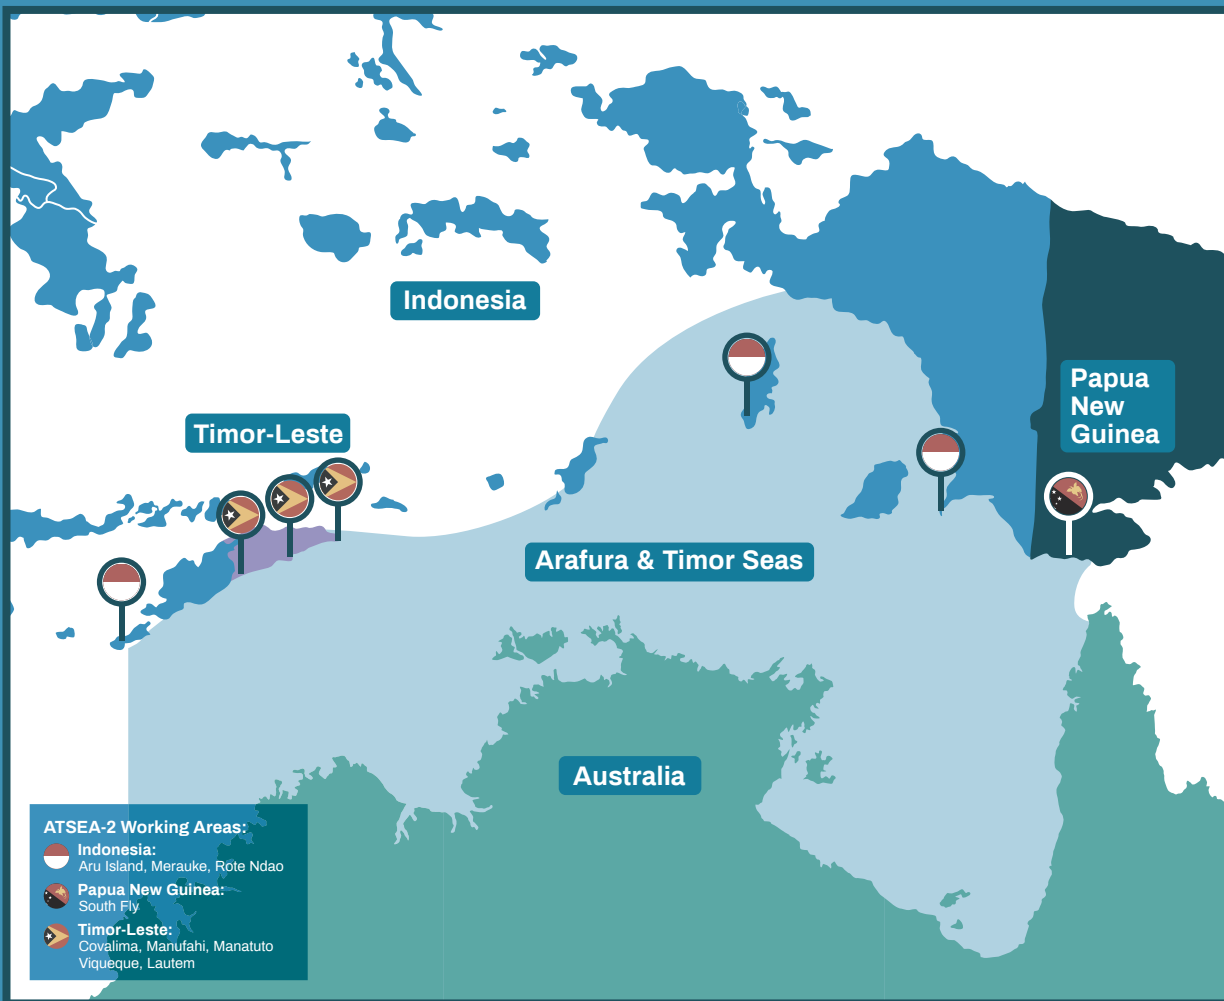 Indonesia
Papua
New
Guinea
Timor-Leste
Arafura & Timor Seas
Australia
ATSEA-2 Working Areas:
Indonesia:
Aru Island, Merauke, Rote Ndao
Papua New Guinea:
South Fly
Timor-Leste:
Covalima, Manufahi, Manatuto
Viqueque, Lautem